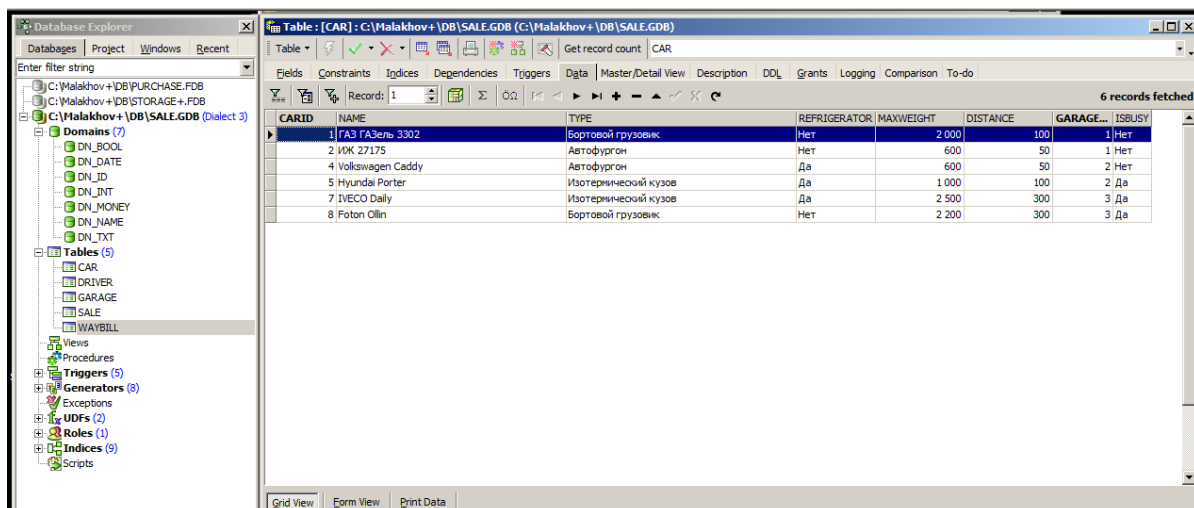 Database Explorer
Databases Project Windows Recent
Enter filter string
C:\Malakhov+\DB\PURCHASE.FDB
C:\Malakhov+\DB\STORAGE+.FDB
C:\Malakhov+\DB\SALE.GDB (Dialect 3)
Domains (7)
DN_BOOL
DN_DATE
DN_ID
DN_INT
DN_MONEY
DN_NAME
DN_TXT
Tables (5)
CAR
DRIVER
GARAGE
SALE
WAYBILL
Views
Procedures
Triggers (5)
Generators (8)
Exceptions
UDFs (2)
Roles (1)
Indices (9)
Scripts
Table : [CAR] : C:\Malakhov+\DB\SALE.GDB (C:\Malakhov+\DB\SALE.GDB)
Table Get record count CAR
Fields Constraints Indices Dependencies Triggers Data Master/Detail View Description DDL Grants Logging Comparison To-do
Record: 1 Σ ÖΩ 6 records fetched
CARID NAME TYPE REFRIGERATOR MAXWEIGHT DISTANCE GARAGE... ISBUSY
1 ГАЗ ГАЗель 3302 Бортовой грузовик Нет 2 000 100 1 Нет
2 ИЖ 27175 Автофургон Нет 600 50 1 Нет
4 Volkswagen Caddy Автофургон Да 600 50 2 Нет
5 Hyundai Porter Изотермический кузов Да 1 000 100 2 Да
7 IVECO Daily Изотермический кузов Да 2 500 300 3 Да
8 Foton Ollin Бортовой грузовик Нет 2 200 300 3 Да
Grid View Form View Print Data